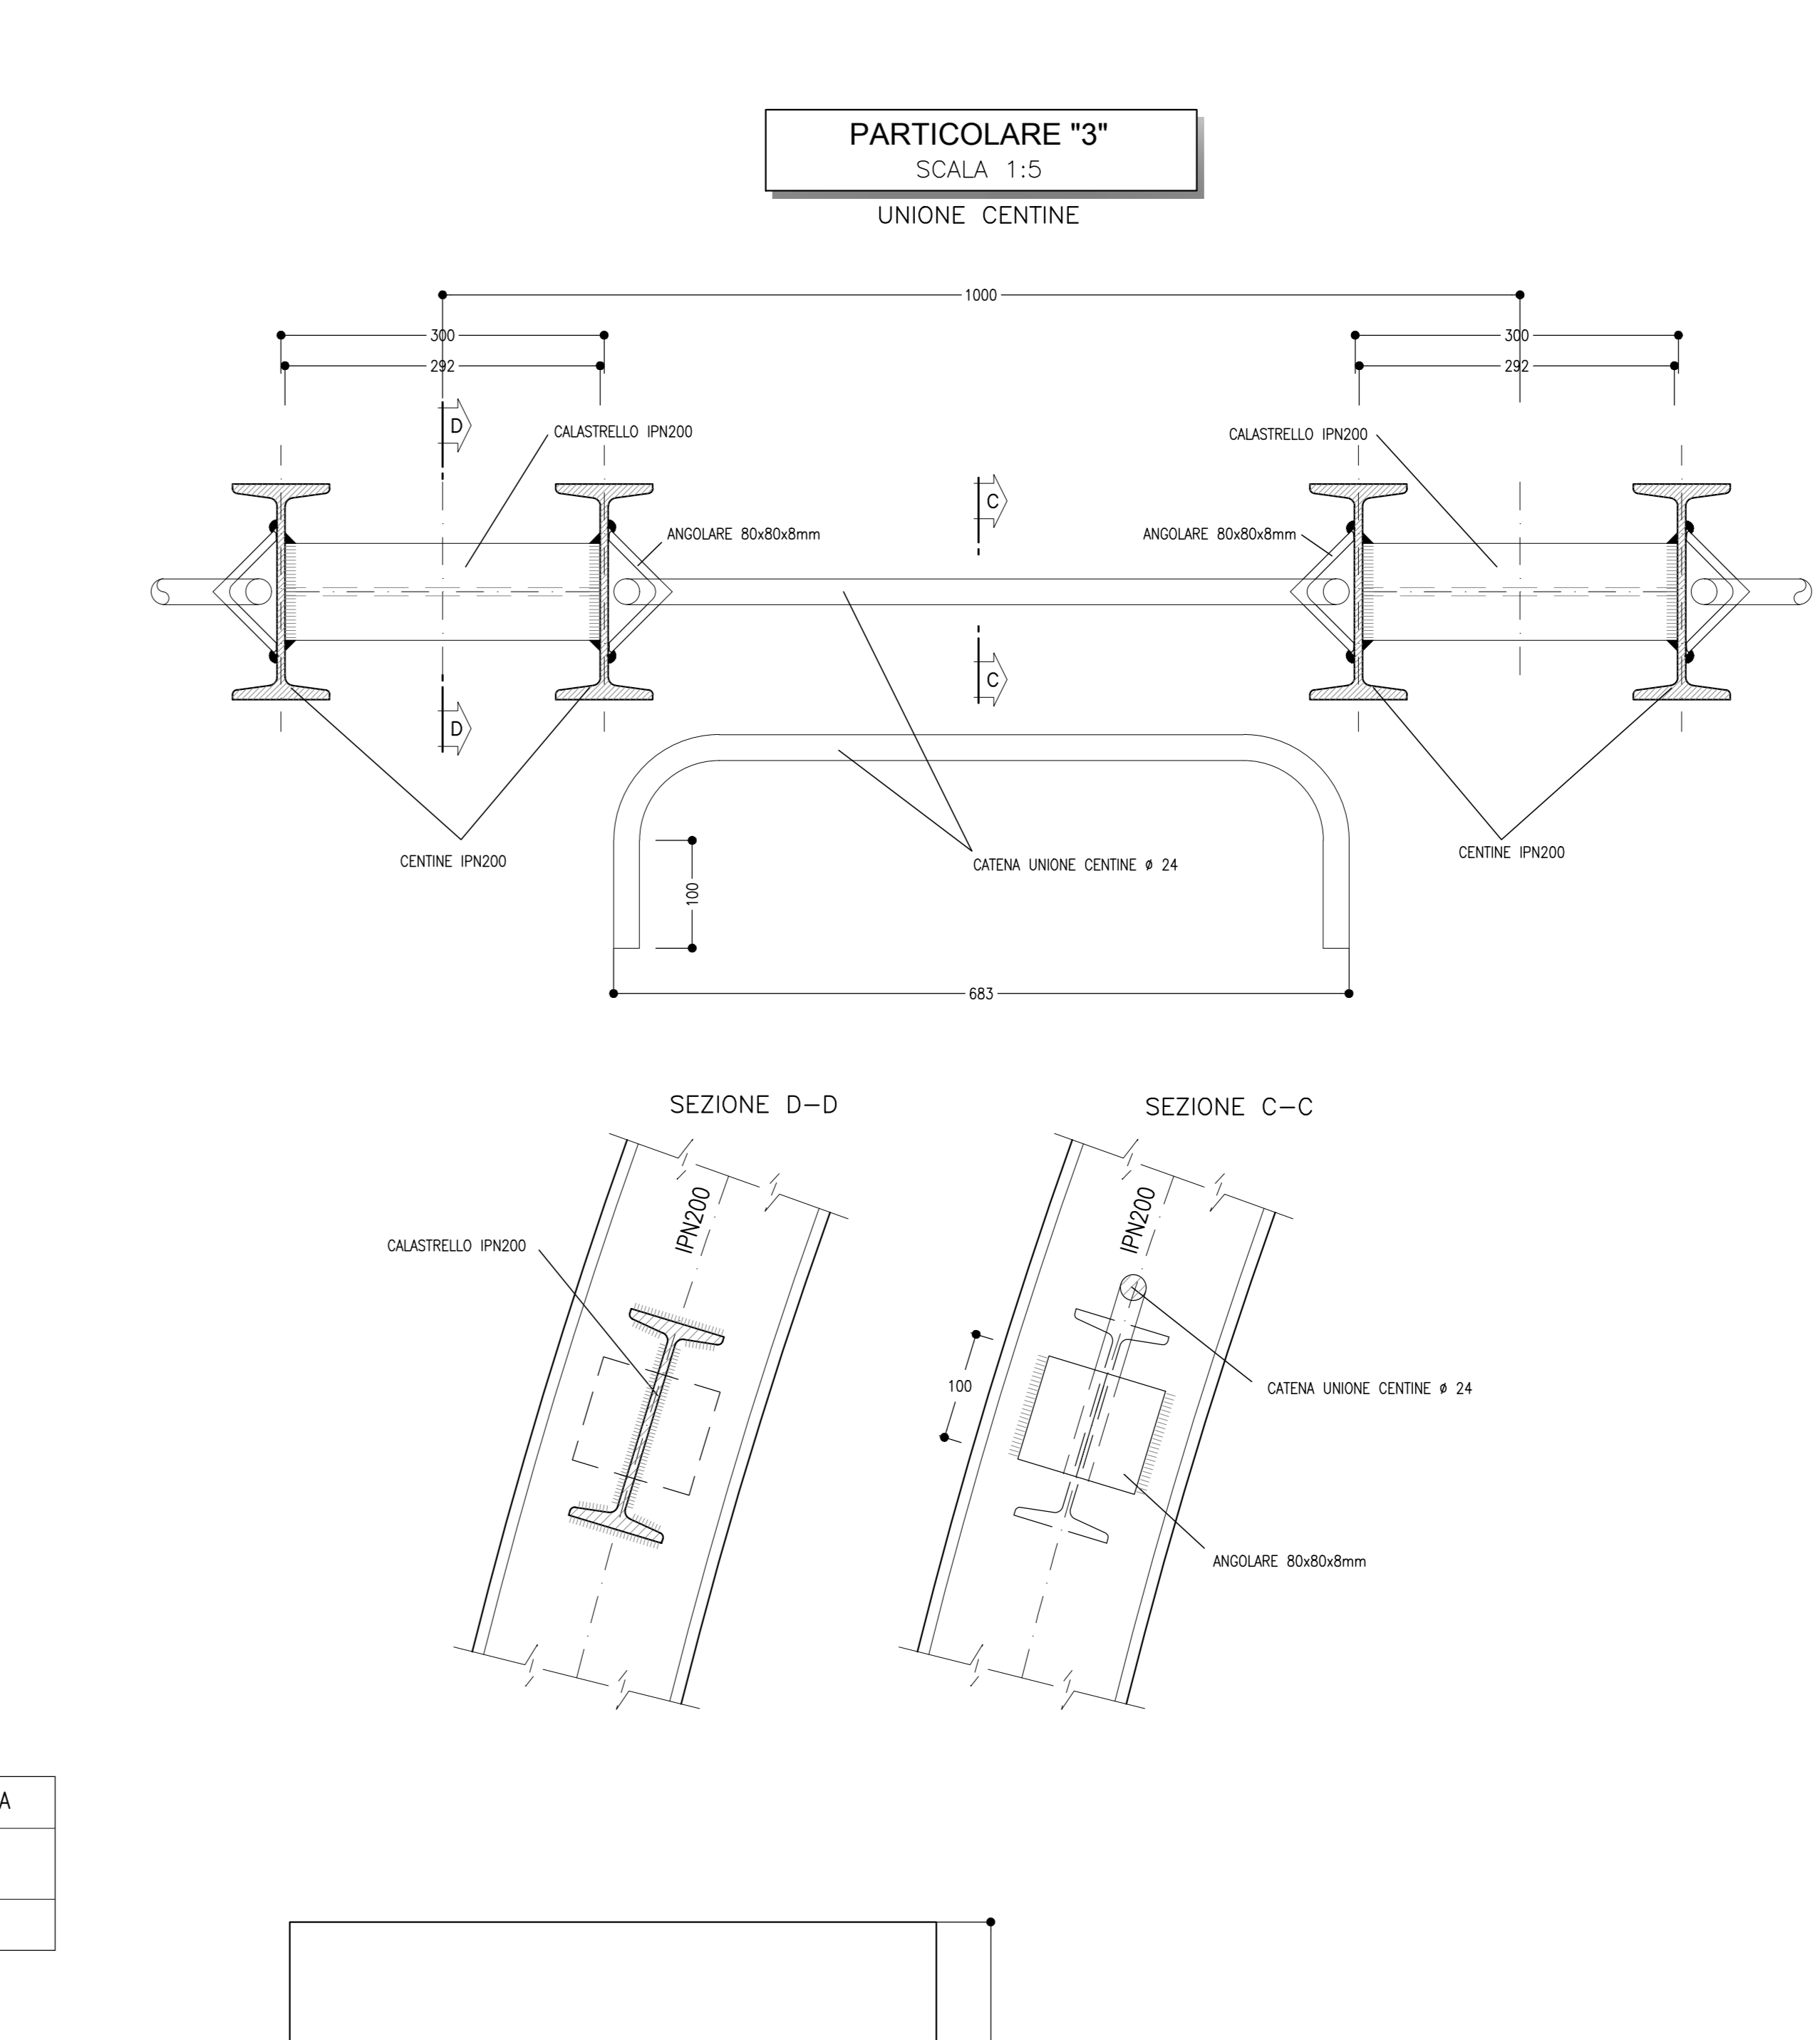 PARTICOLARE "3"
SCALA 1:5
UNIONE CENTINE
1000
300
300
292
292
D
CALASTRELLO IPN200
CALASTRELLO IPN200
C
ANGOLARE 80x80x8mm
ANGOLARE 80x80x8mm
C
D
CENTINE IPN200
CATENA UNIONE CENTINE ø 24
CENTINE IPN200
100
683
SEZIONE D-D
SEZIONE C-C
IPN200
IPN200
CALASTRELLO IPN200
100
CATENA UNIONE CENTINE ø 24
ANGOLARE 80x80x8mm
A